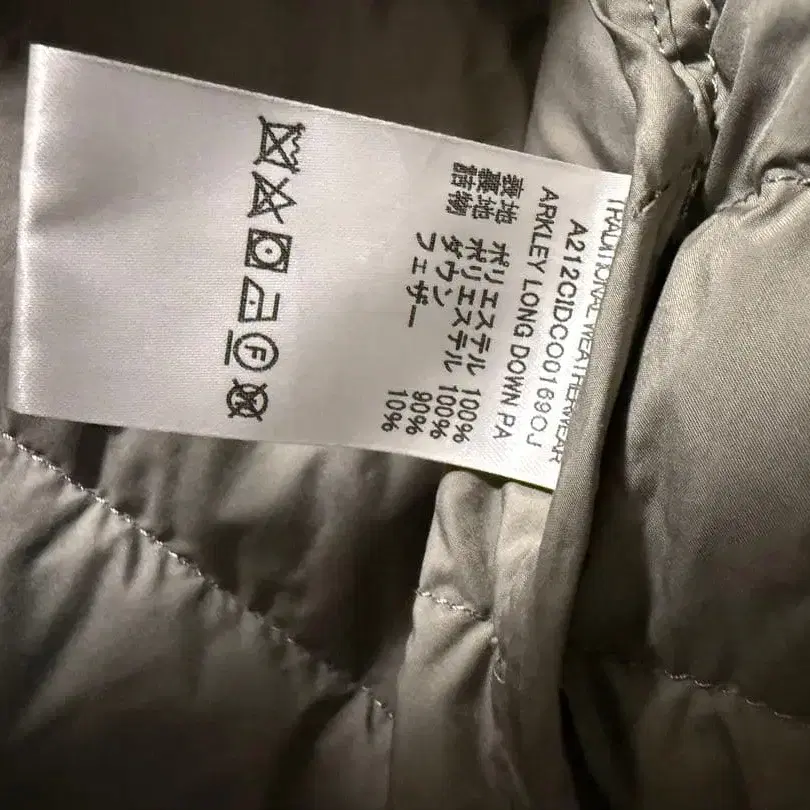 TRADITIONAL WEATHERWEAR
A212CIDCO0169OJ
ARKLEY LONG DOWN PA
表地 ポリエステル 100%
裏地 ポリエステル 100%
詰物 ダウン 90%
フェザー 10%
F